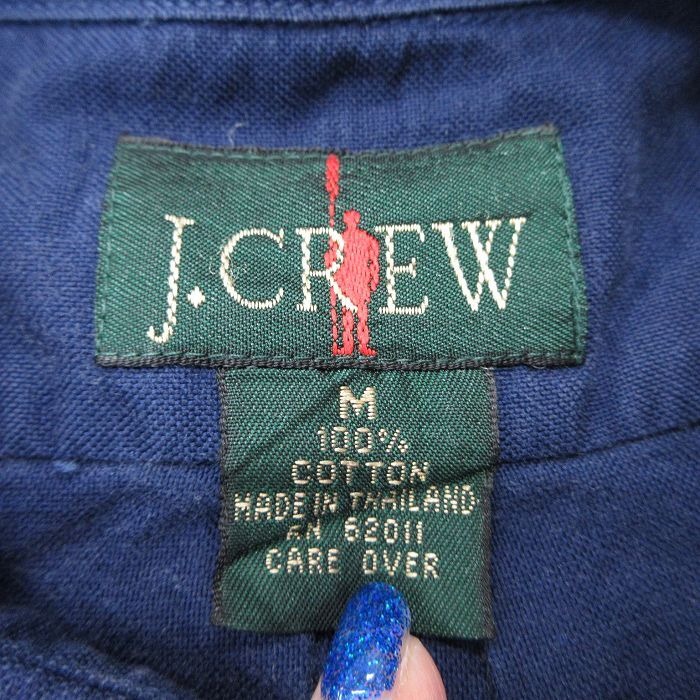 J.CREW
M
100%
COTTON
MADE IN THAILAND
RN 62011
CARE OVER